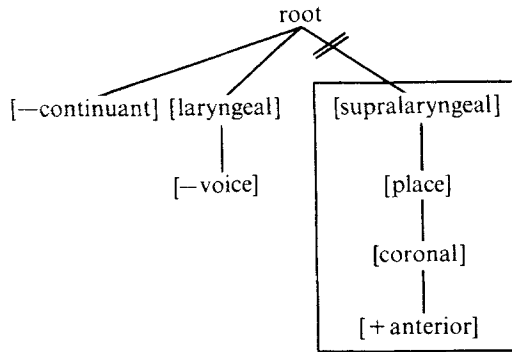 root
[—continuant] [laryngeal] [supralaryngeal]
[—voice] [place]
[coronal]
[+anterior]